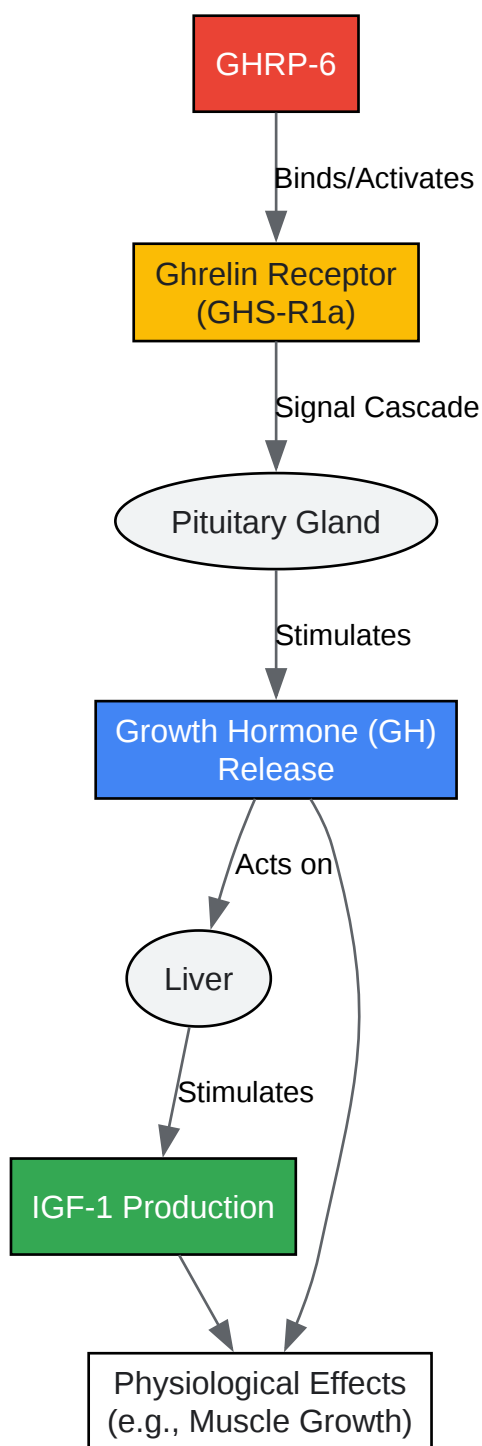 GHRP-6
Binds/Activates
Ghrelin Receptor
(GHS-R1a)
Signal Cascade
Pituitary Gland
Stimulates
Growth Hormone (GH)
Release
Acts on
Liver
Stimulates
IGF-1 Production
Physiological Effects
(e.g., Muscle Growth)